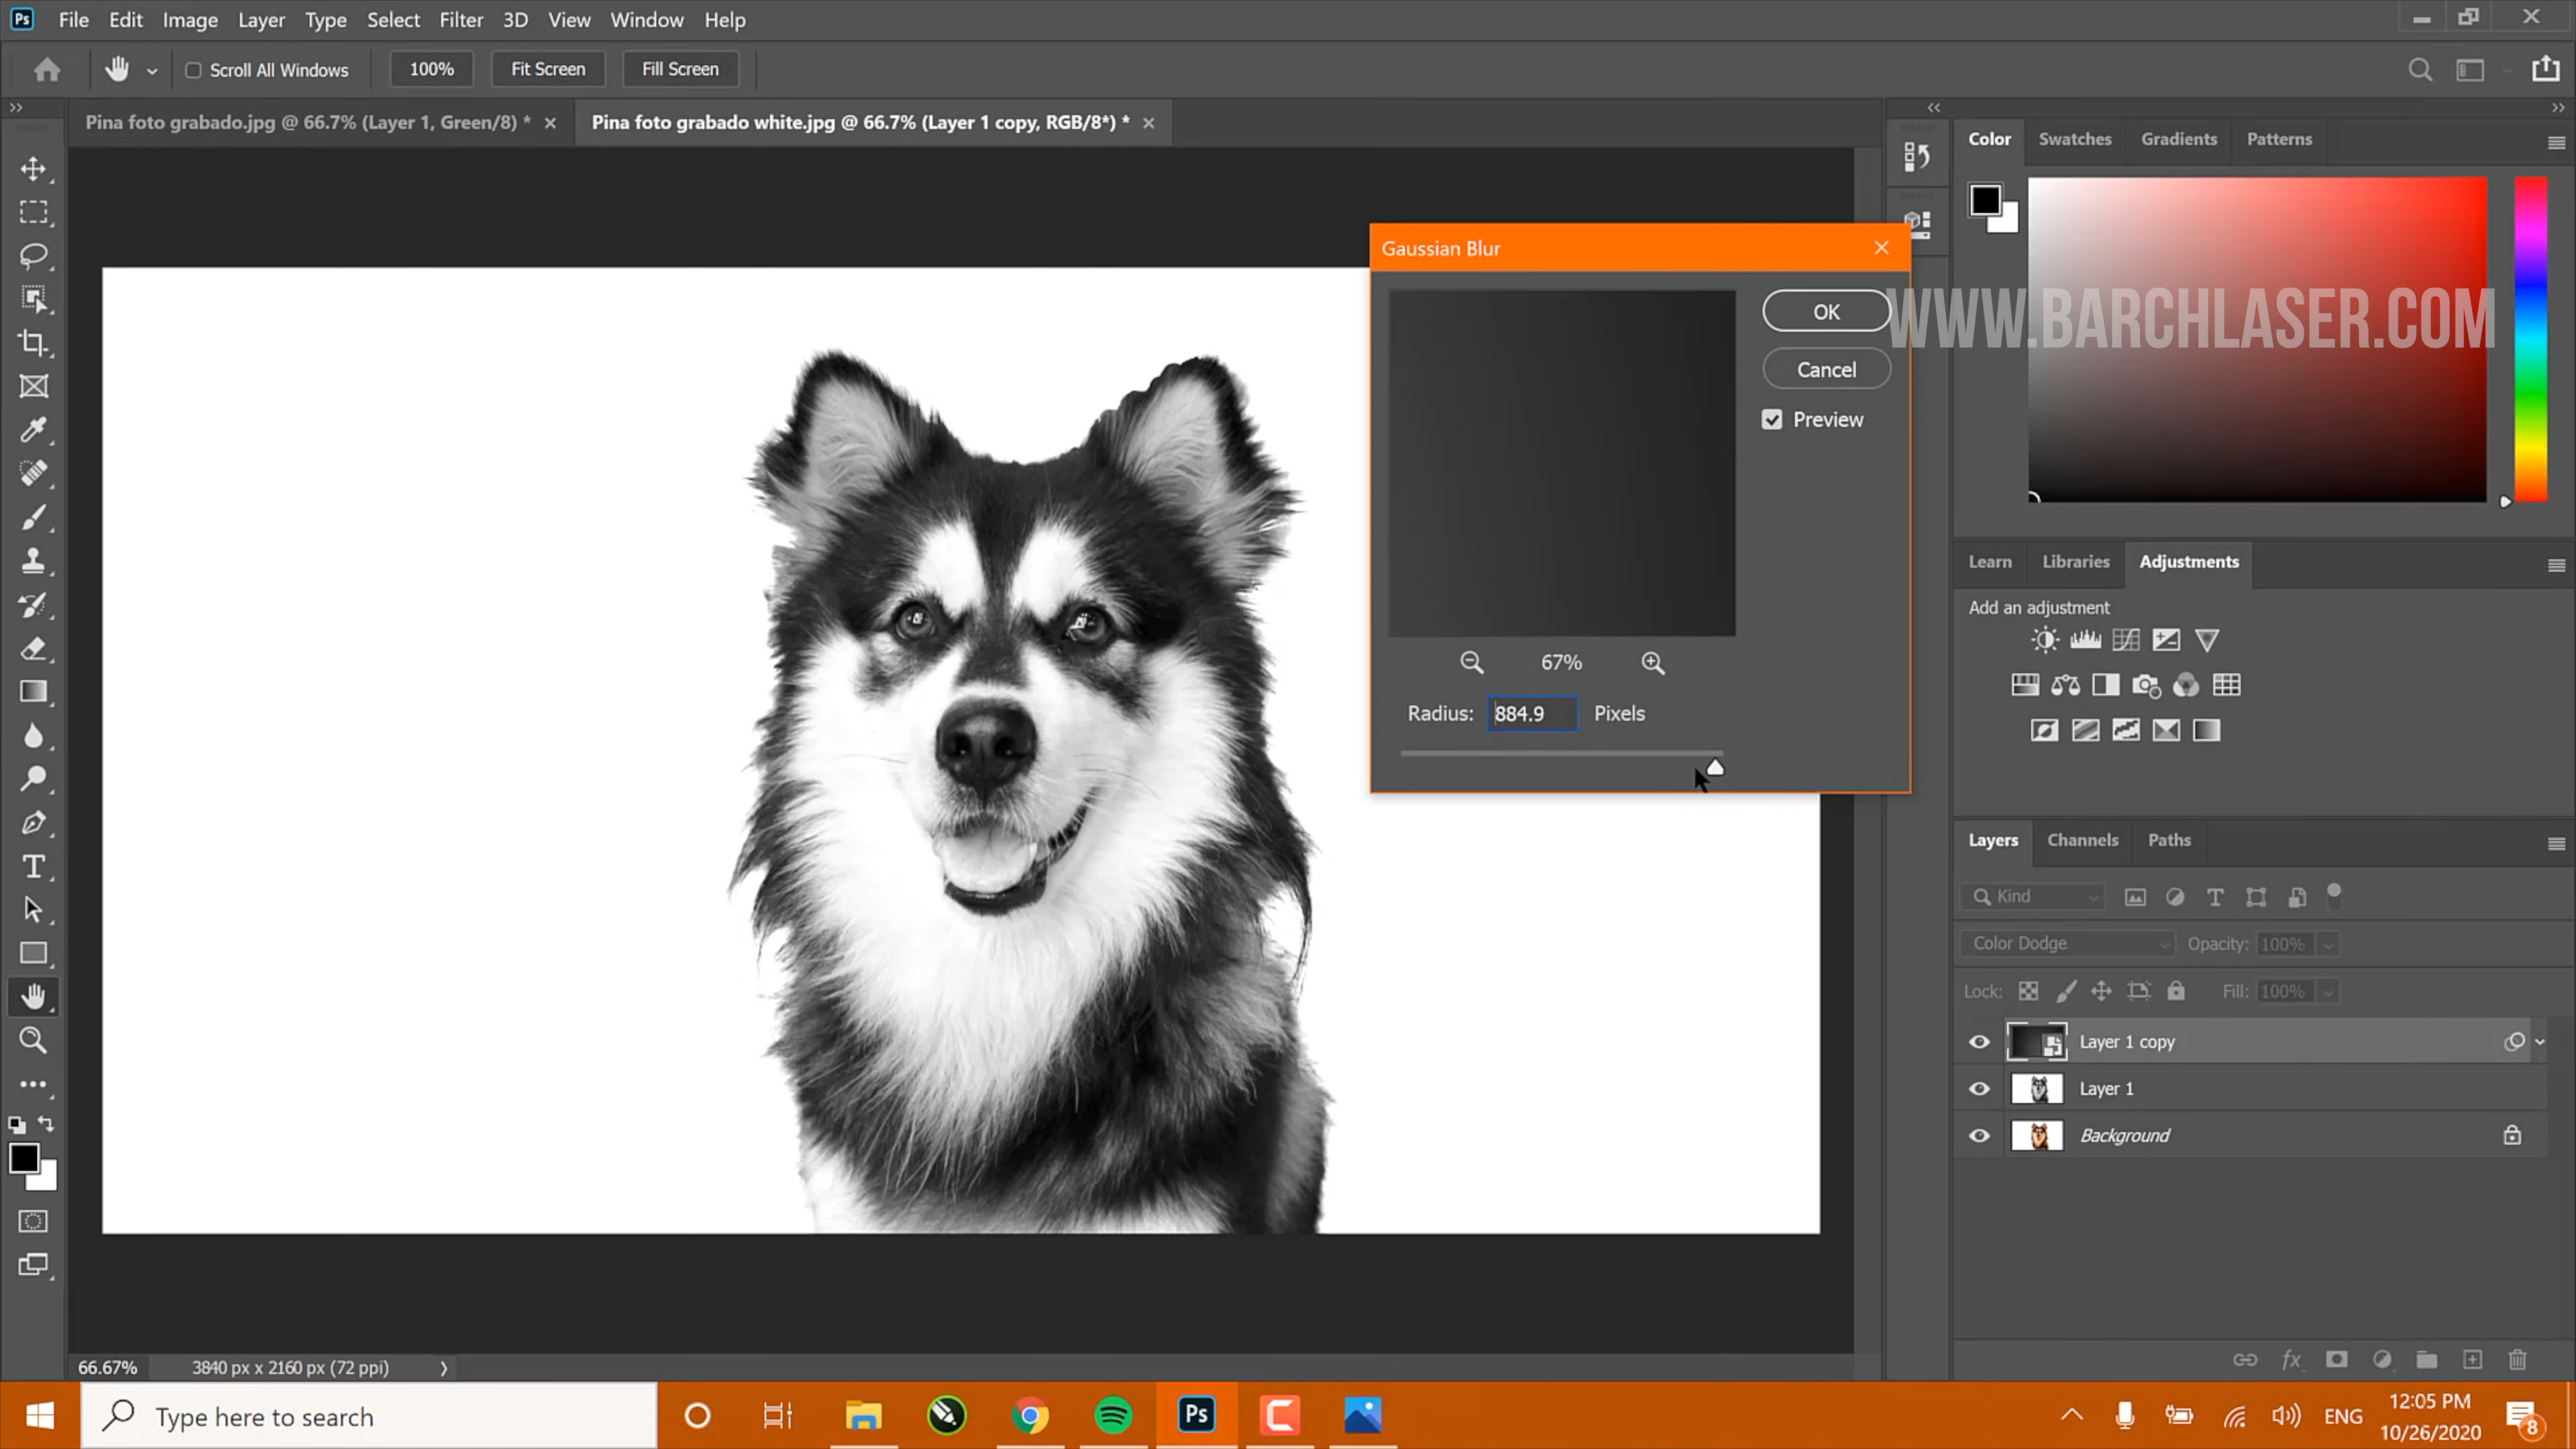 Ps File Edit Image Layer Type Select Filter 3D View Window Help
Scroll All Windows 100% Fit Screen Fill Screen
Pina foto grabado.jpg @ 66.7% (Layer 1, Green/8) *
Pina foto grabado white.jpg @ 66.7% (Layer 1 copy, RGB/8*) *
Color Swatches Gradients Patterns
Gaussian Blur
OK
WWW.BARCHLASER.COM
Cancel
Preview
67%
Radius: 884.9 Pixels
Learn Libraries Adjustments
Add an adjustment
Layers Channels Paths
Kind
Color Dodge Opacity: 100%
Lock: Fill: 100%
Layer 1 copy
Layer 1
Background
66.67% 3840 px x 2160 px (72 ppi)
Type here to search
Ps
ENG
12:05 PM
10/26/2020
8